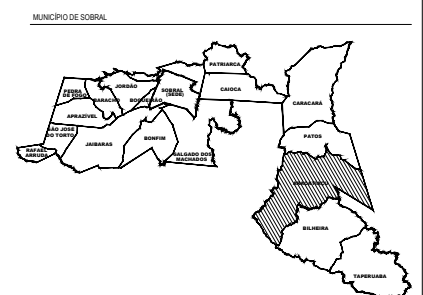 MUNICÍPIO DE SOBRAL
PATRIARCA
JORDÃO
PEDRA
DE FOGO
SOBRAL
(SEDE)
CAIOCA
BARACHO
BOQUEIRÃO
CARACARÁ
APRAZÍVEL
SÃO JOSÉ
DO TORTO
BONFIM
PATOS
JAIBARAS
RAFAEL
ARRUDA
SALGADO DOS
MACHADOS
BILHEIRA
TAPERUABA